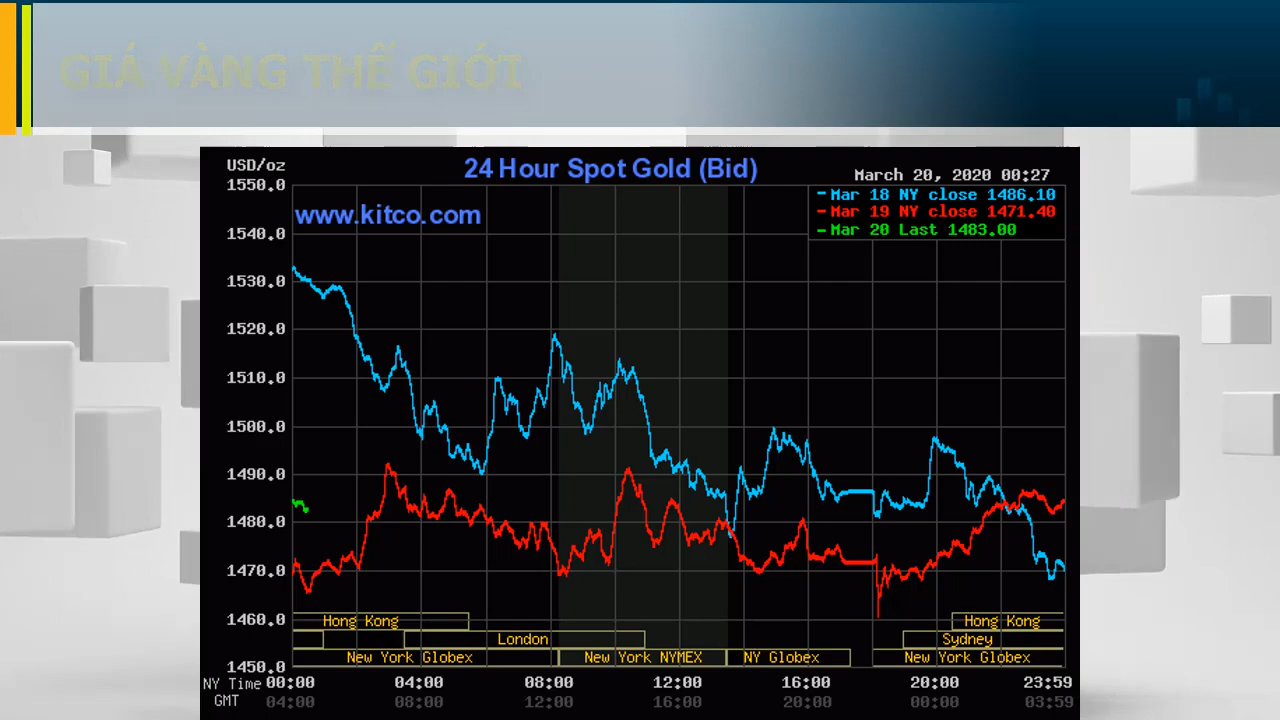 GIÁ VÀNG THẾ GIỚI
USD/oz
24 Hour Spot Gold (Bid)
March 20, 2020 00:27
www.kitco.com
Mar 18 NY close 1486.10
Mar 19 NY close 1471.40
Mar 20 Last 1483.00
1550.0
1540.0
1530.0
1520.0
1510.0
1500.0
1490.0
1480.0
1470.0
1460.0
1450.0
Hong Kong Hong Kong
London Sydney
New York Globex New York NYMEX NY Globex New York Globex
NY Time 00:00 04:00 08:00 12:00 16:00 20:00 23:59
GMT 04:00 08:00 12:00 16:00 20:00 00:00 03:59